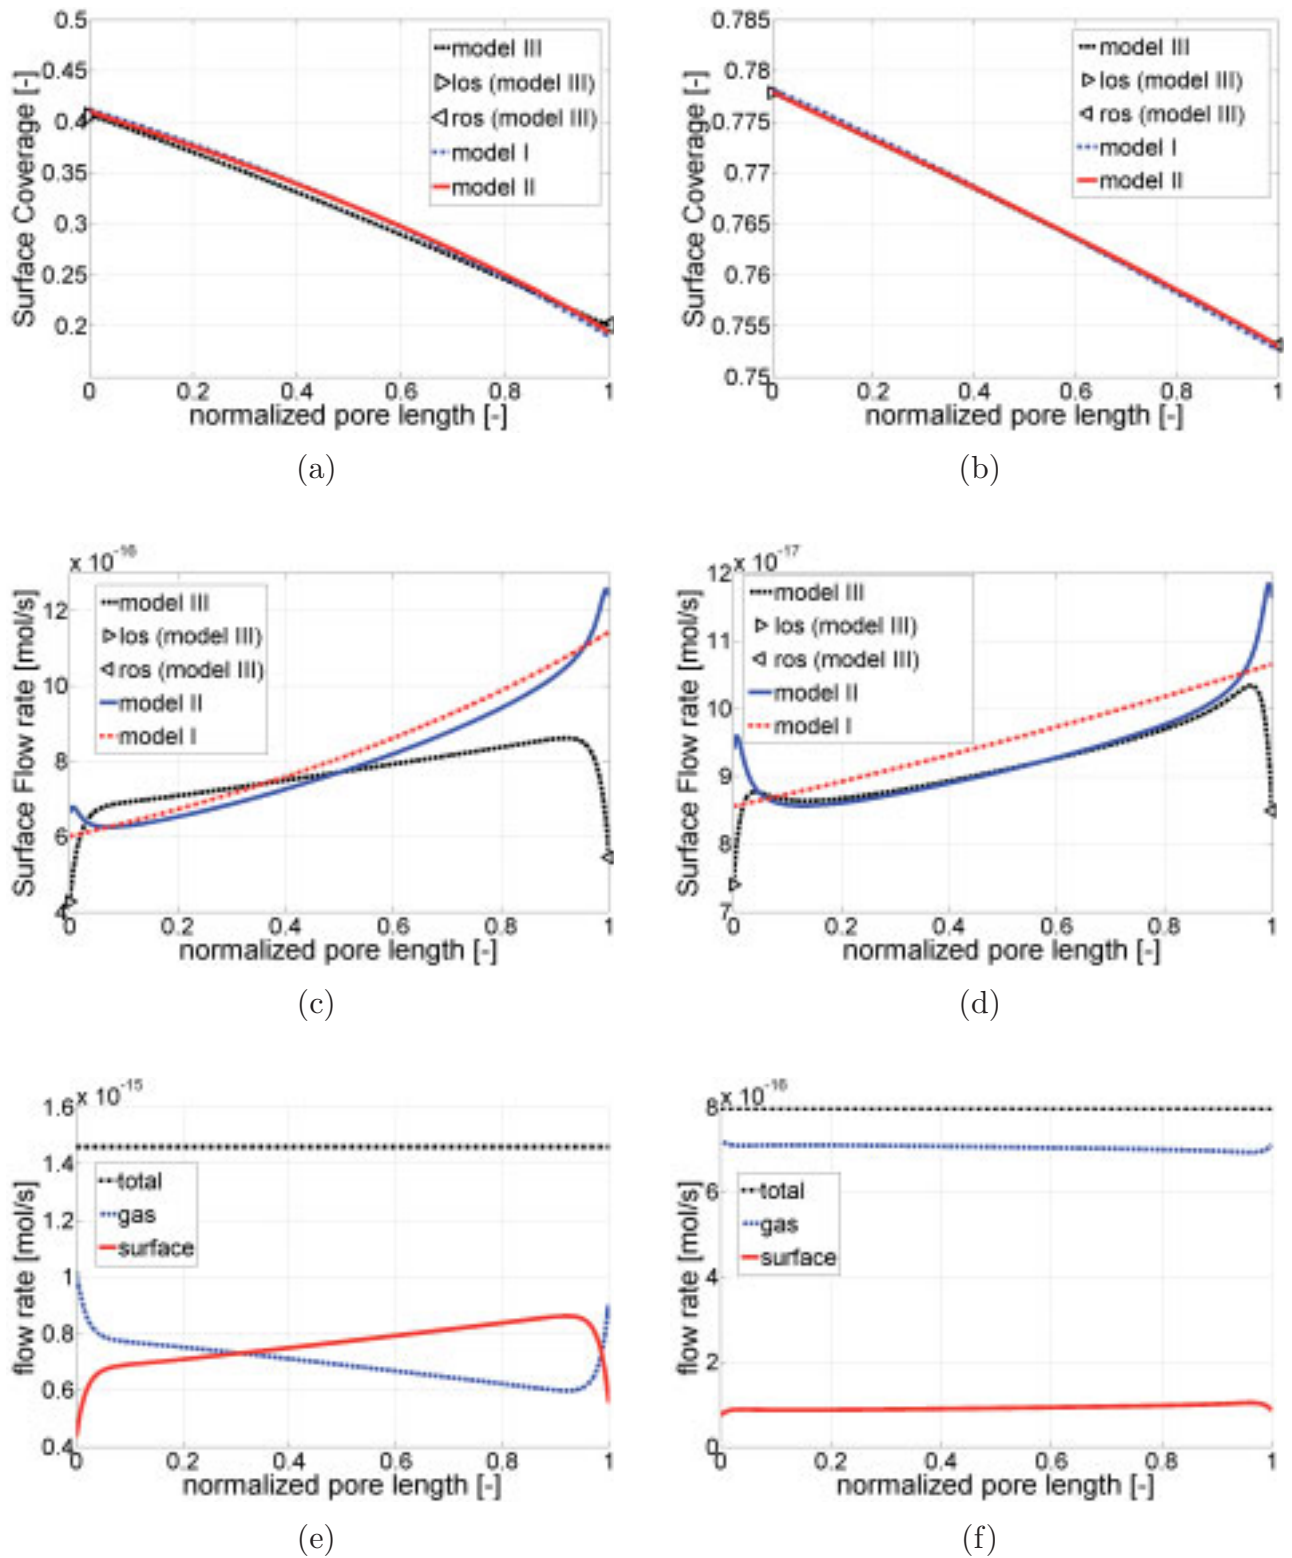 0.5
0.45
0.4
0.35
0.3
0.25
0.2
Surface Coverage [-]
model III
los (model III)
ros (model III)
model I
model II
0 0.2 0.4 0.6 0.8 1
normalized pore length [-]
(a)
0.785
0.78
0.775
0.77
0.765
0.76
0.755
0.75
Surface Coverage [-]
model III
los (model III)
ros (model III)
model I
model II
0 0.2 0.4 0.6 0.8 1
normalized pore length [-]
(b)
x 10^-16
12
10
8
6
4
Surface Flow rate [mol/s]
model III
los (model III)
ros (model III)
model II
model I
0 0.2 0.4 0.6 0.8 1
normalized pore length [-]
(c)
x 10^-17
12
11
10
9
8
7
Surface Flow rate [mol/s]
model III
los (model III)
ros (model III)
model II
model I
0 0.2 0.4 0.6 0.8 1
normalized pore length [-]
(d)
x 10^-15
1.6
1.4
1.2
1
0.8
0.6
0.4
flow rate [mol/s]
total
gas
surface
0 0.2 0.4 0.6 0.8 1
normalized pore length [-]
(e)
x 10^-16
8
6
4
2
0
flow rate [mol/s]
total
gas
surface
0 0.2 0.4 0.6 0.8 1
normalized pore length [-]
(f)